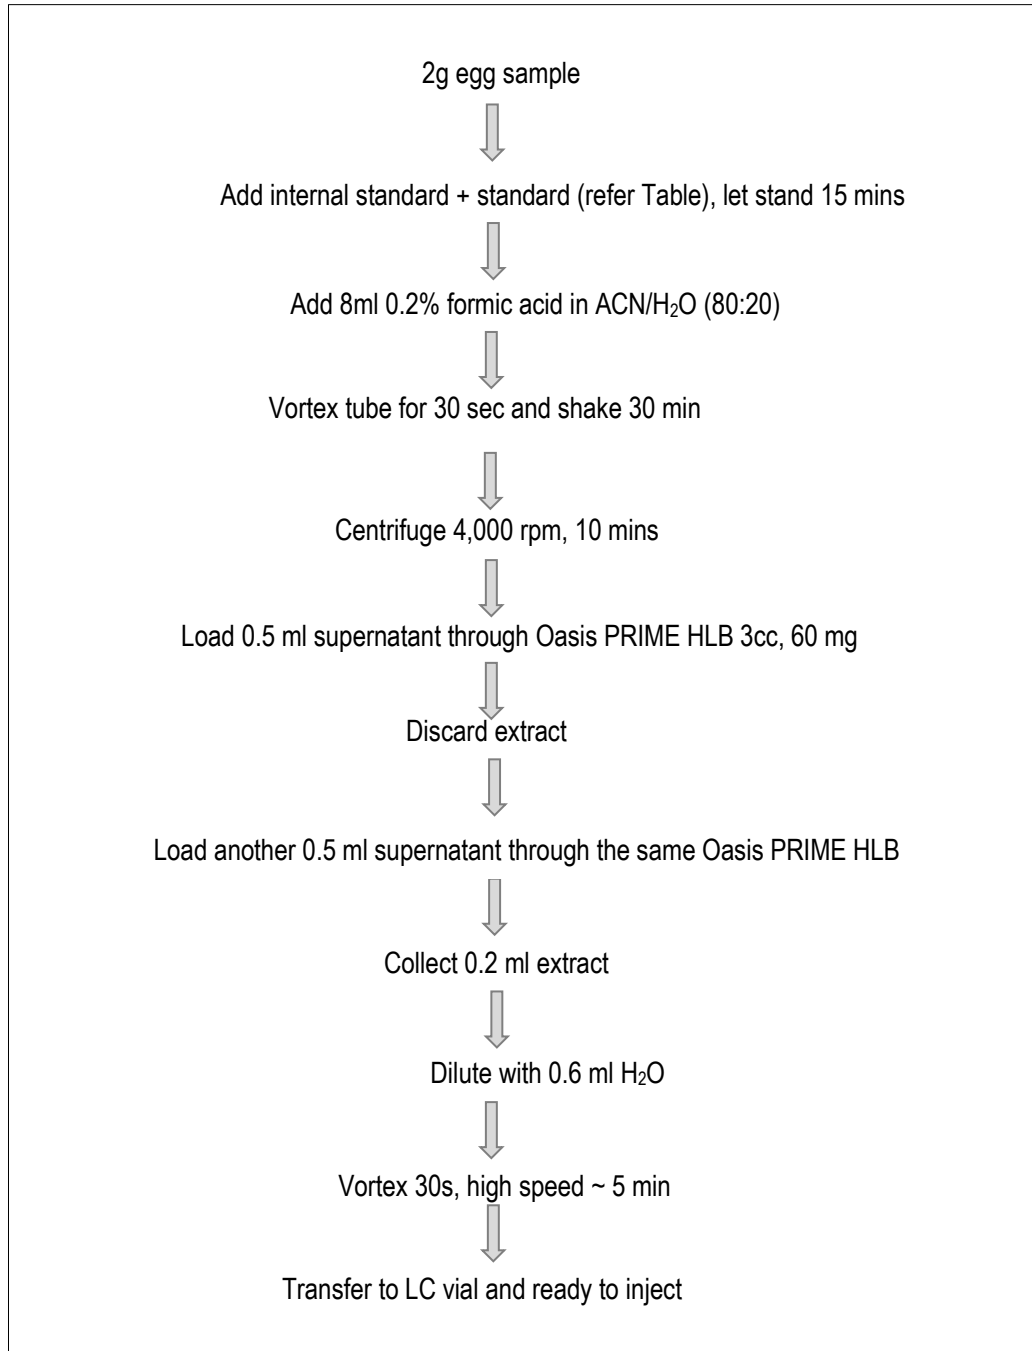 2g egg sample
Add internal standard + standard (refer Table), let stand 15 mins
Add 8ml 0.2% formic acid in ACN/H₂O (80:20)
Vortex tube for 30 sec and shake 30 min
Centrifuge 4,000 rpm, 10 mins
Load 0.5 ml supernatant through Oasis PRIME HLB 3cc, 60 mg
Discard extract
Load another 0.5 ml supernatant through the same Oasis PRIME HLB
Collect 0.2 ml extract
Dilute with 0.6 ml H₂O
Vortex 30s, high speed ~ 5 min
Transfer to LC vial and ready to inject